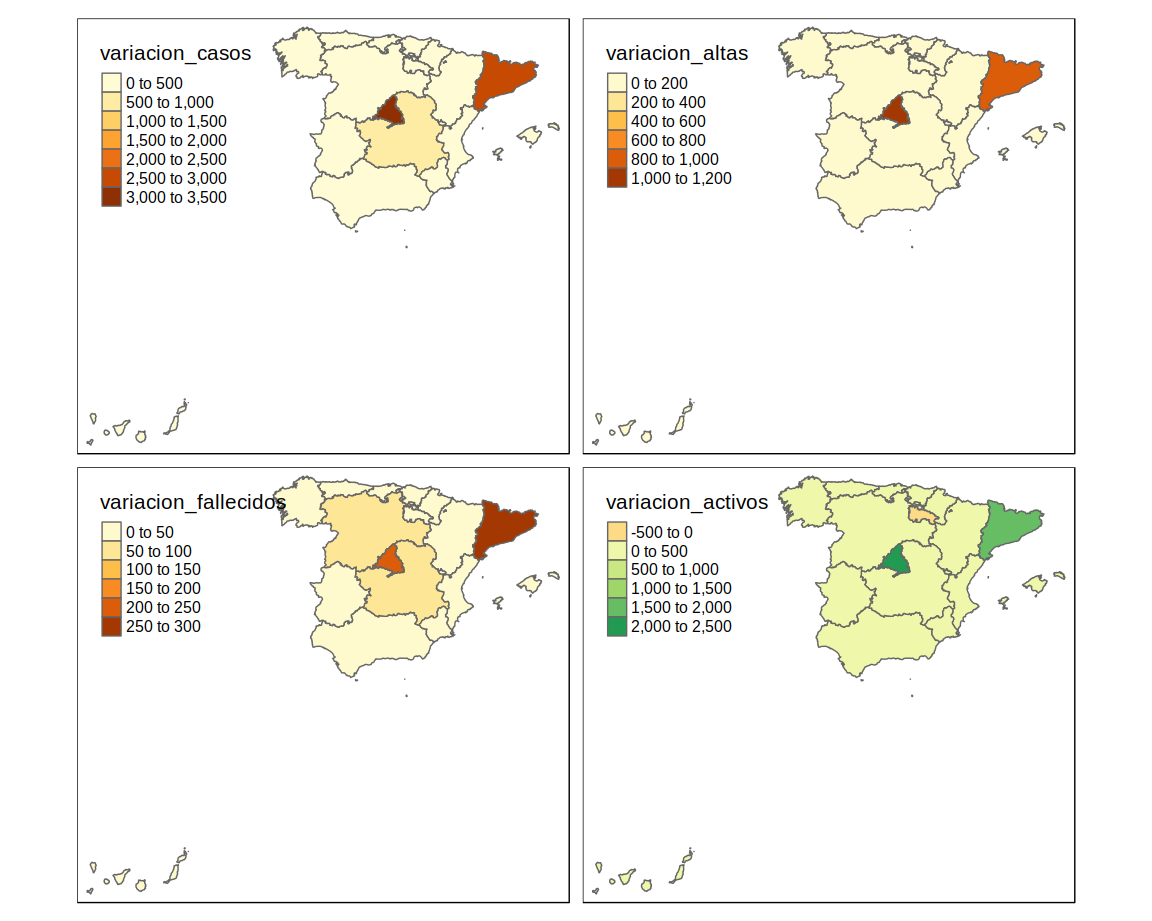 variacion_casos
0 to 500
500 to 1,000
1,000 to 1,500
1,500 to 2,000
2,000 to 2,500
2,500 to 3,000
3,000 to 3,500
variacion_altas
0 to 200
200 to 400
400 to 600
600 to 800
800 to 1,000
1,000 to 1,200
variacion_fallecidos
0 to 50
50 to 100
100 to 150
150 to 200
200 to 250
250 to 300
variacion_activos
-500 to 0
0 to 500
500 to 1,000
1,000 to 1,500
1,500 to 2,000
2,000 to 2,500